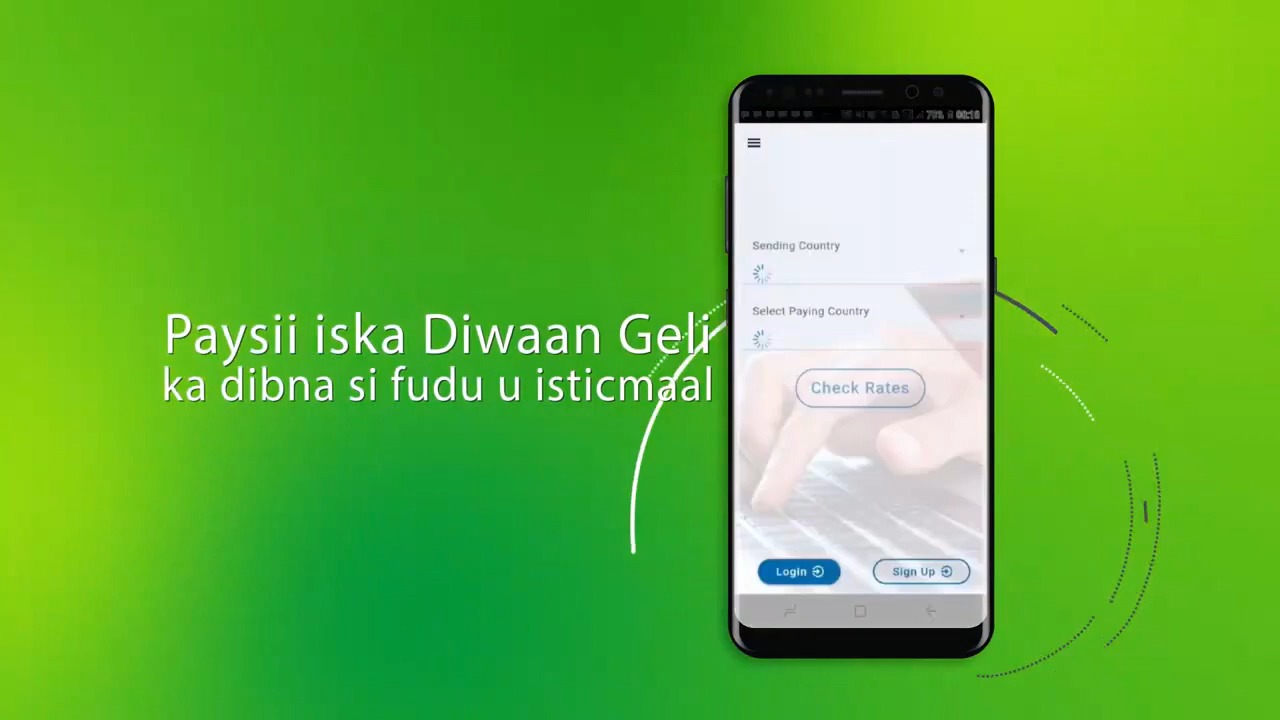 Paysii iska Diwaan Geli
ka dibna si fudu u isticmaal
Sending Country
Select Paying Country
Check Rates
Login
Sign Up